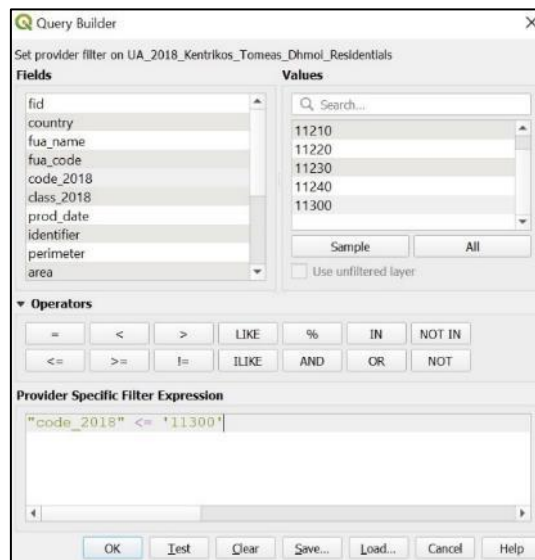 Query Builder
Set provider filter on UA_2018_Kentrikos_Tomeas_Dhmoi_Residentials
Fields
Values
fid
country
fua_name
fua_code
code_2018
class_2018
prod_date
identifier
perimeter
area
Search...
11210
11220
11230
11240
11300
Sample All
Use unfiltered layer
Operators
= < > LIKE % IN NOT IN
<= >= != ILIKE AND OR NOT
Provider Specific Filter Expression
"code_2018" <= '11300'
OK Test Clear Save... Load... Cancel Help